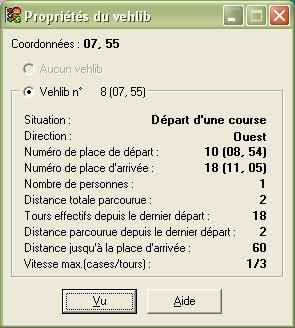 Propriétés du vehlib
Coordonnées : 07, 55
Aucun vehlib
Vehlib n° 8 (07, 55)
Situation : Départ d'une course
Direction : Ouest
Numéro de place de départ : 10 (08, 54)
Numéro de place d'arrivée : 18 (11, 05)
Nombre de personnes : 1
Distance totale parcourue : 2
Tours effectifs depuis le dernier départ : 18
Distance parcourue depuis le dernier départ : 2
Distance jusqu'à la place d'arrivée : 60
Vitesse max.(cases/tours) : 1/3
Vu Aide